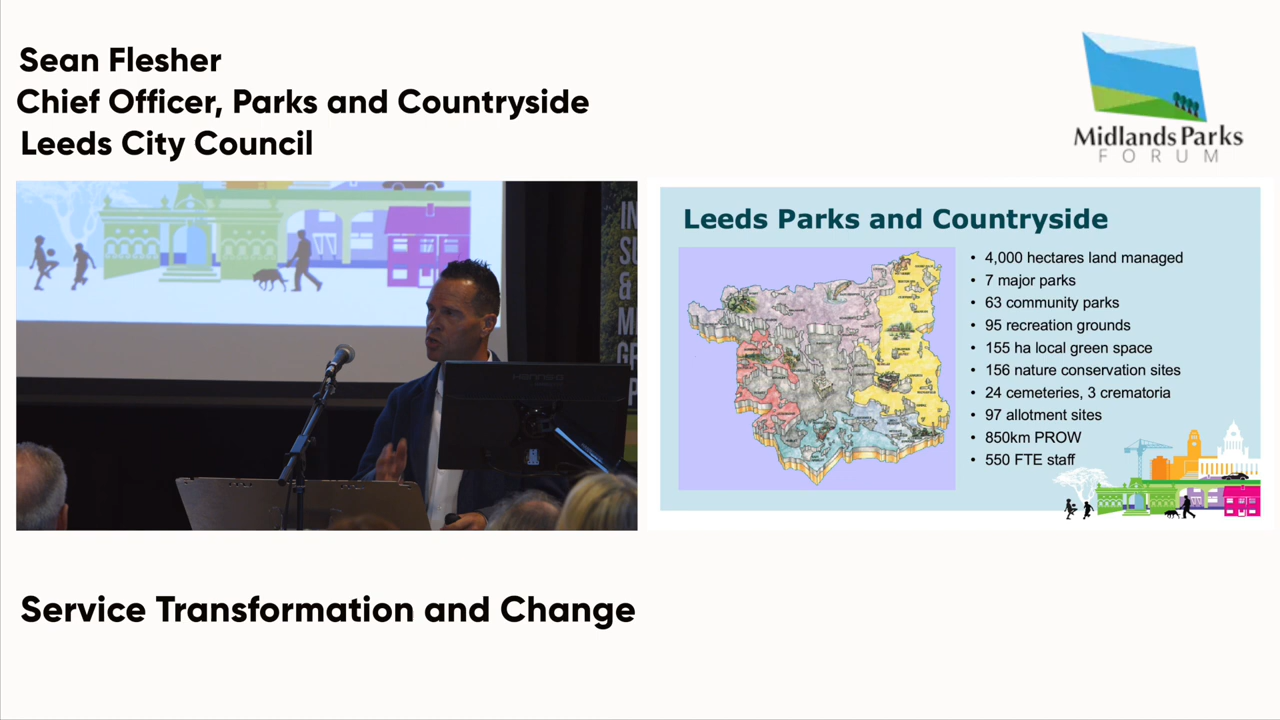 Sean Flesher
Chief Officer, Parks and Countryside
Leeds City Council
Midlands Parks
FORUM
Leeds Parks and Countryside
• 4,000 hectares land managed
• 7 major parks
• 63 community parks
• 95 recreation grounds
• 155 ha local green space
• 156 nature conservation sites
• 24 cemeteries, 3 crematoria
• 97 allotment sites
• 850km PROW
• 550 FTE staff
Service Transformation and Change